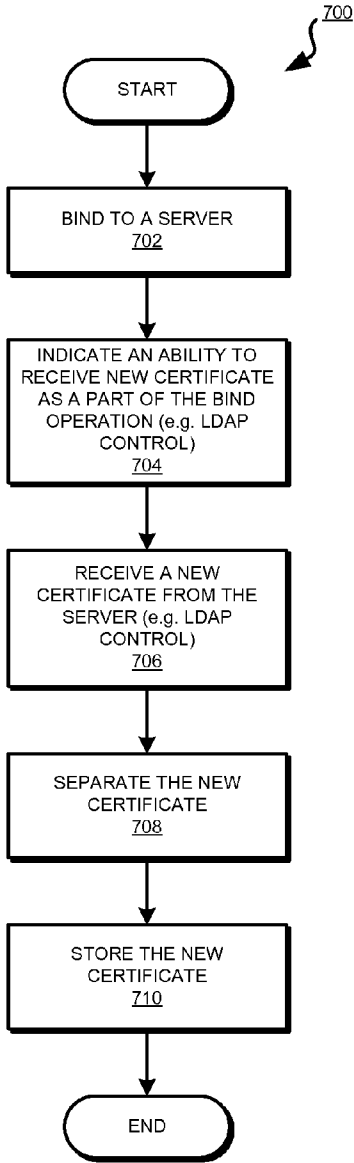 700
START
BIND TO A SERVER
702
INDICATE AN ABILITY TO
RECEIVE NEW CERTIFICATE
AS A PART OF THE BIND
OPERATION (e.g. LDAP
CONTROL)
704
RECEIVE A NEW
CERTIFICATE FROM THE
SERVER (e.g. LDAP
CONTROL)
706
SEPARATE THE NEW
CERTIFICATE
708
STORE THE NEW
CERTIFICATE
710
END